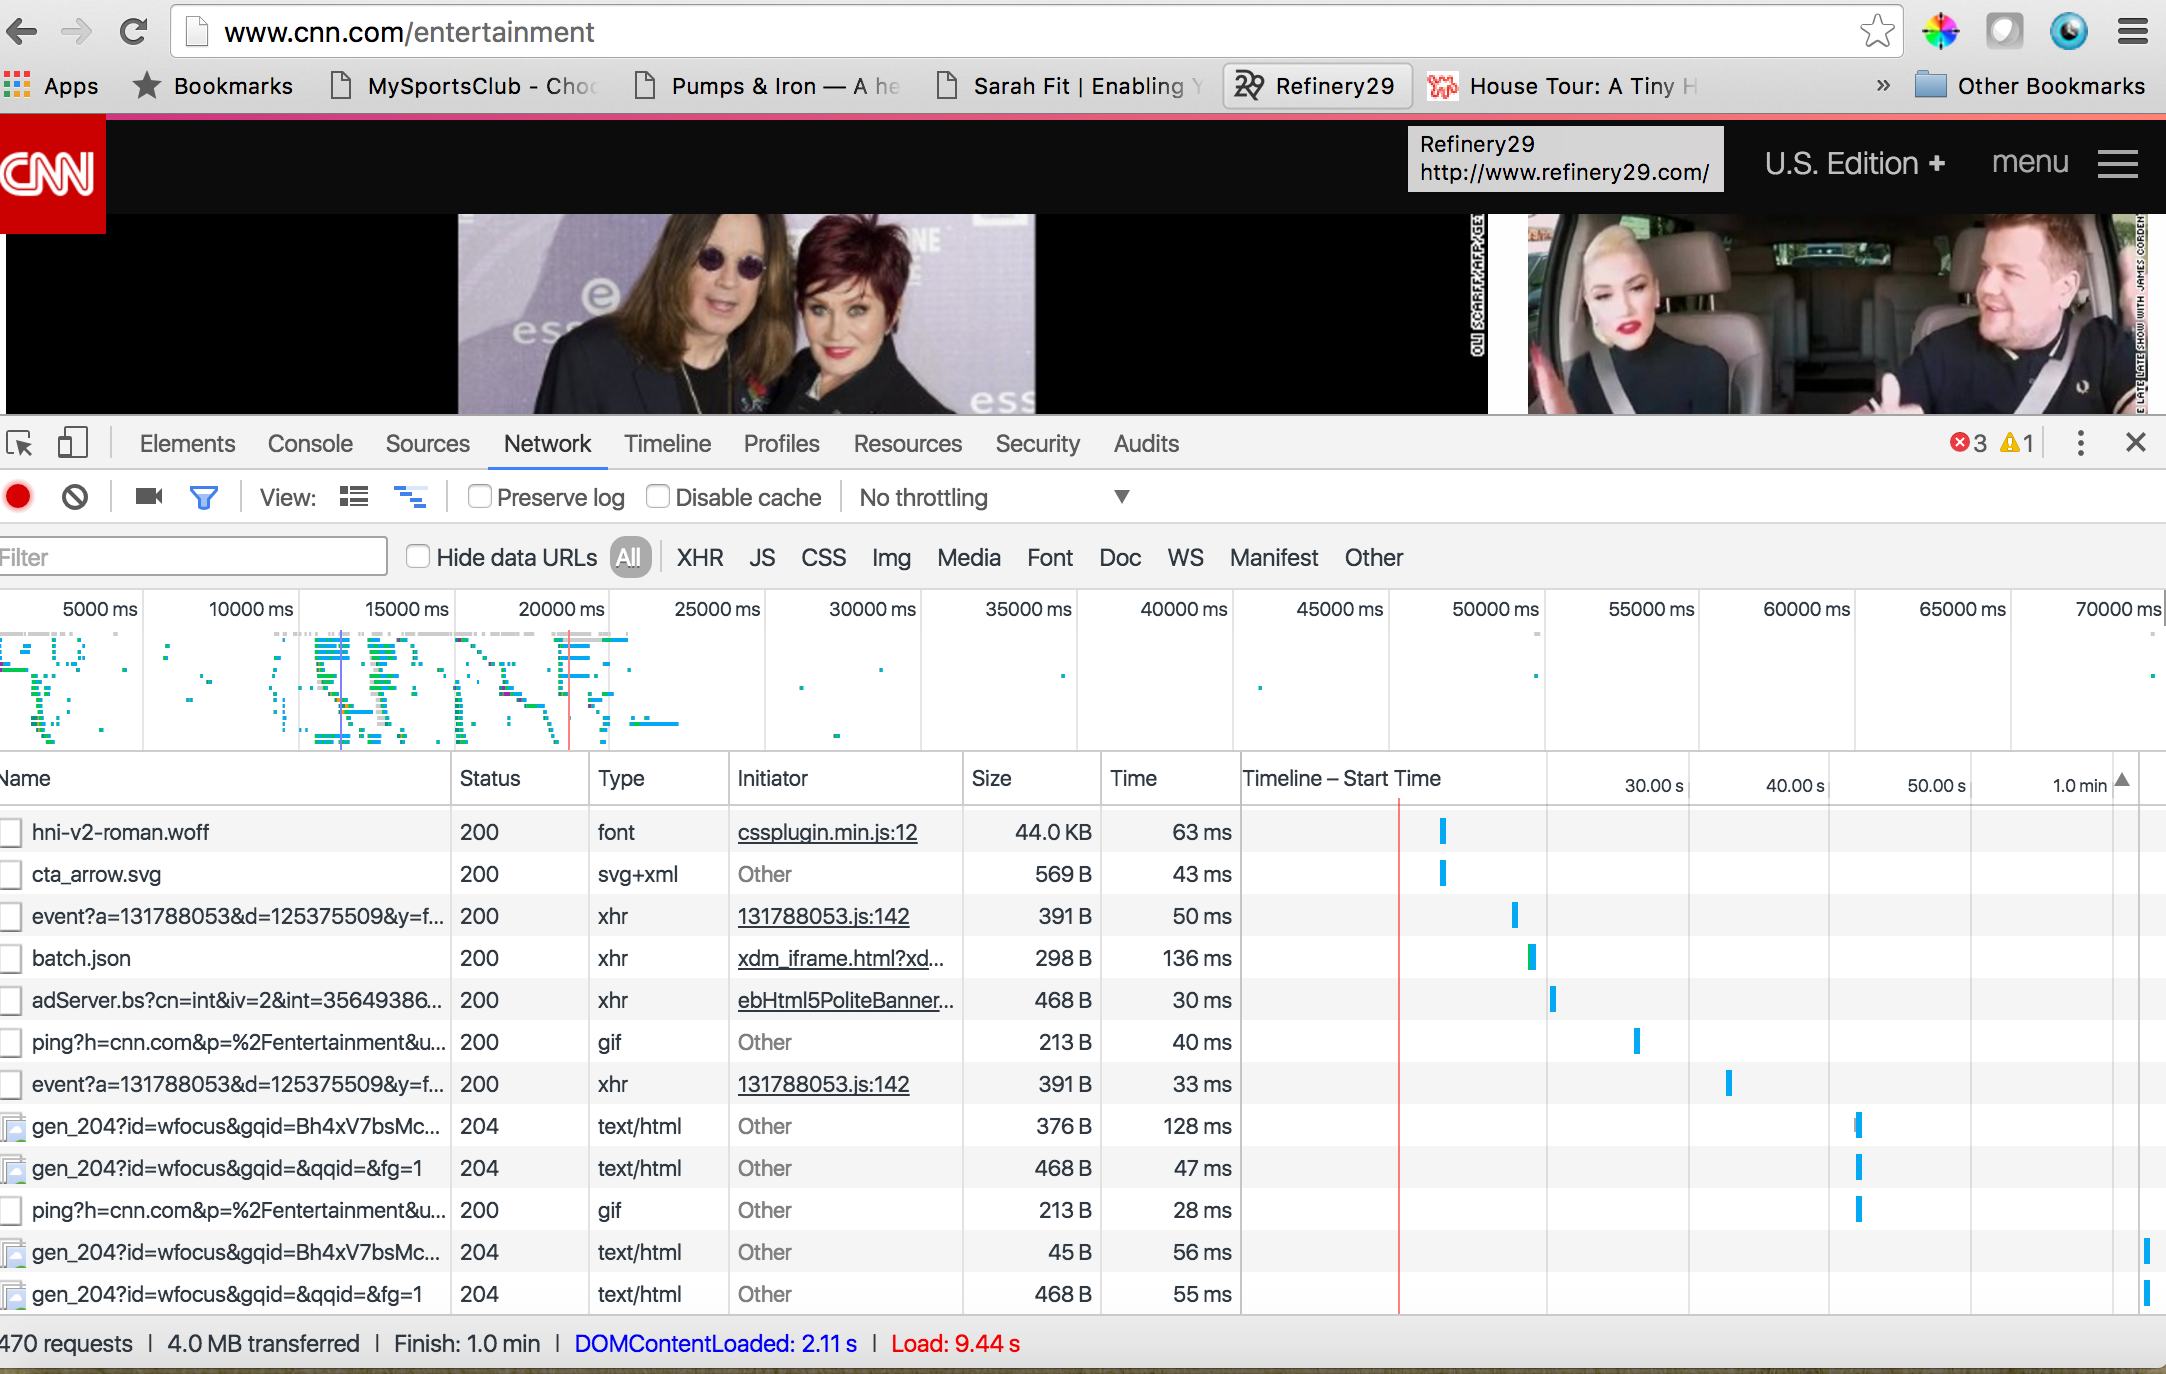 www.cnn.com/entertainment
Apps Bookmarks MySportsClub - Choc Pumps & Iron — A he Sarah Fit | Enabling Y Refinery29 House Tour: A Tiny H » Other Bookmarks
CNN
Refinery29
http://www.refinery29.com/
U.S. Edition + menu
ess
ess
OLI SCARFF/AFP/GE
E LATE LATE SHOW WITH JAMES CORDEN
Elements Console Sources Network Timeline Profiles Resources Security Audits 3 1
View: Preserve log Disable cache No throttling
Filter Hide data URLs All XHR JS CSS Img Media Font Doc WS Manifest Other
5000 ms 10000 ms 15000 ms 20000 ms 25000 ms 30000 ms 35000 ms 40000 ms 45000 ms 50000 ms 55000 ms 60000 ms 65000 ms 70000 ms
Name Status Type Initiator Size Time Timeline – Start Time 30.00 s 40.00 s 50.00 s 1.0 min
hni-v2-roman.woff 200 font cssplugin.min.js:12 44.0 KB 63 ms
cta_arrow.svg 200 svg+xml Other 569 B 43 ms
event?a=131788053&d=125375509&y=f... 200 xhr 131788053.js:142 391 B 50 ms
batch.json 200 xhr xdm_iframe.html?xd... 298 B 136 ms
adServer.bs?cn=int&iv=2&int=35649386... 200 xhr ebHtml5PoliteBanner... 468 B 30 ms
ping?h=cnn.com&p=%2Fentertainment&u... 200 gif Other 213 B 40 ms
event?a=131788053&d=125375509&y=f... 200 xhr 131788053.js:142 391 B 33 ms
gen_204?id=wfocus&gqid=Bh4xV7bsMc... 204 text/html Other 376 B 128 ms
gen_204?id=wfocus&gqid=&qqid=&fg=1 204 text/html Other 468 B 47 ms
ping?h=cnn.com&p=%2Fentertainment&u... 200 gif Other 213 B 28 ms
gen_204?id=wfocus&gqid=Bh4xV7bsMc... 204 text/html Other 45 B 56 ms
gen_204?id=wfocus&gqid=&qqid=&fg=1 204 text/html Other 468 B 55 ms
470 requests | 4.0 MB transferred | Finish: 1.0 min | DOMContentLoaded: 2.11 s | Load: 9.44 s